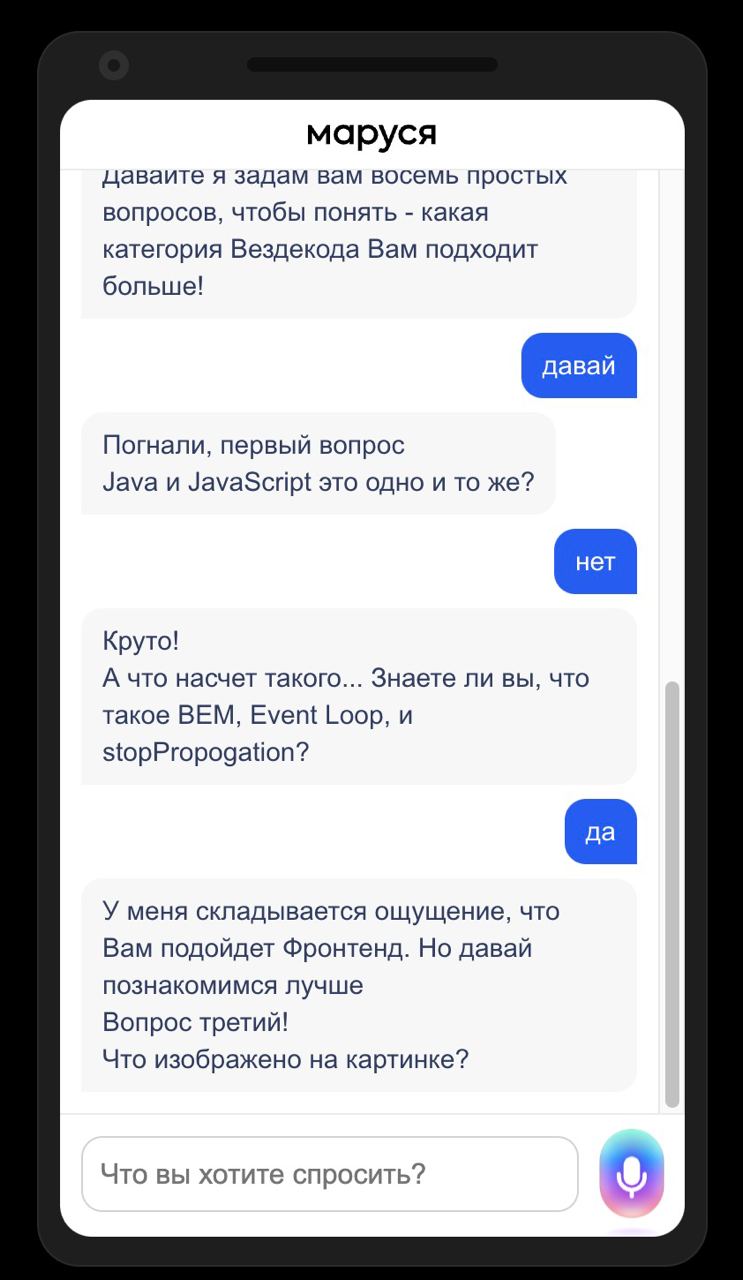 маруся
Давайте я задам вам восемь простых
вопросов, чтобы понять - какая
категория Вездекода Вам подходит
больше!
давай
Погнали, первый вопрос
Java и JavaScript это одно и то же?
нет
Круто!
А что насчет такого... Знаете ли вы, что
такое BEM, Event Loop, и
stopPropogation?
да
У меня складывается ощущение, что
Вам подойдет Фронтенд. Но давай
познакомимся лучше
Вопрос третий!
Что изображено на картинке?
Что вы хотите спросить?